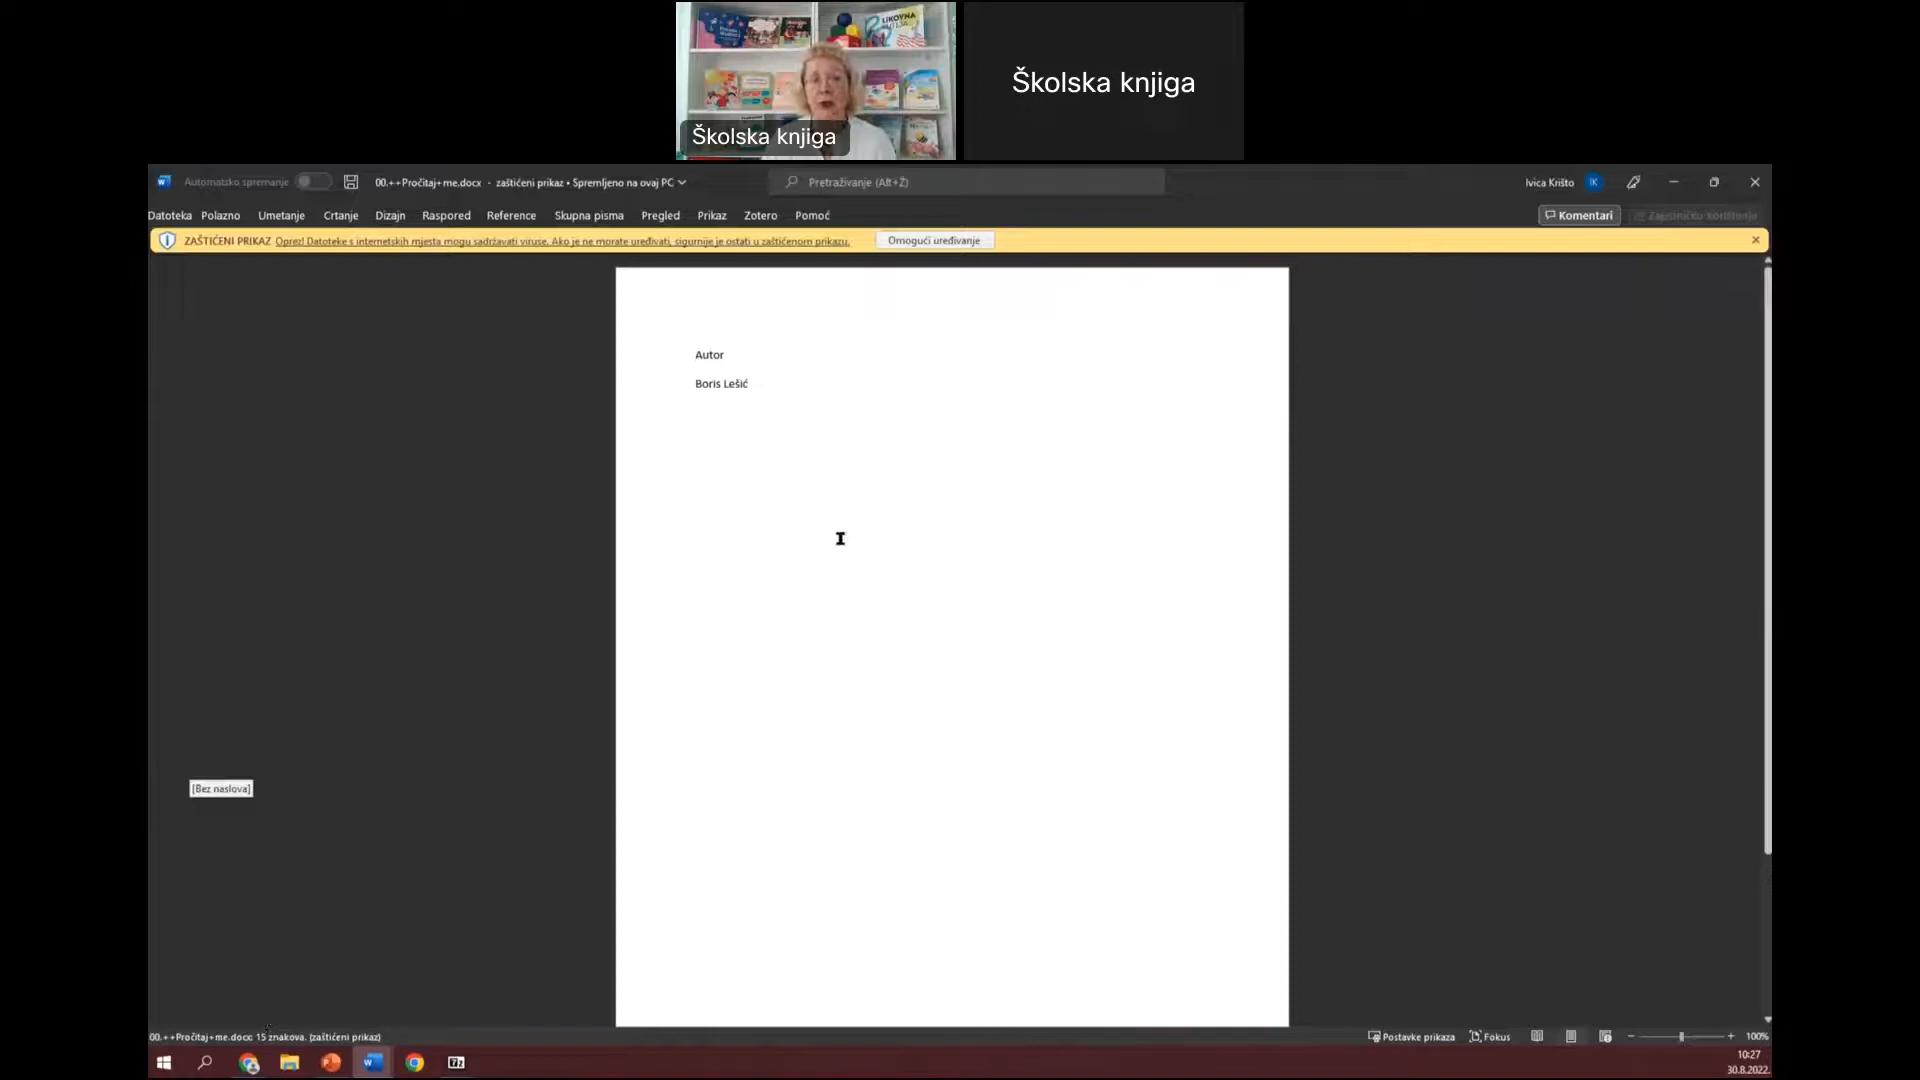 LIKOVNA
Školska knjiga
Školska knjiga
Automatsko spremanje
00.++Pročitaj+me.docx - zaštićeni prikaz • Spremljeno na ovaj PC
Pretraživanje (Alt+Ž)
Ivica Krišto
IK
Datoteka Polazno Umetanje Crtanje Dizajn Raspored Reference Skupna pisma Pregled Prikaz Zotero Pomoć
Komentari
Zajedničko korištenje
ZAŠTIĆENI PRIKAZ Oprez! Datoteke s internetskih mjesta mogu sadržavati viruse. Ako je ne morate uređivati, sigurnije je ostati u zaštićenom prikazu.
Omogući uređivanje
Autor
Boris Lešić
[Bez naslova]
00.++Pročitaj+me.docx: 15 znakova. (zaštićeni prikaz)
Postavke prikaza
Fokus
100%
10:27
30.8.2022.